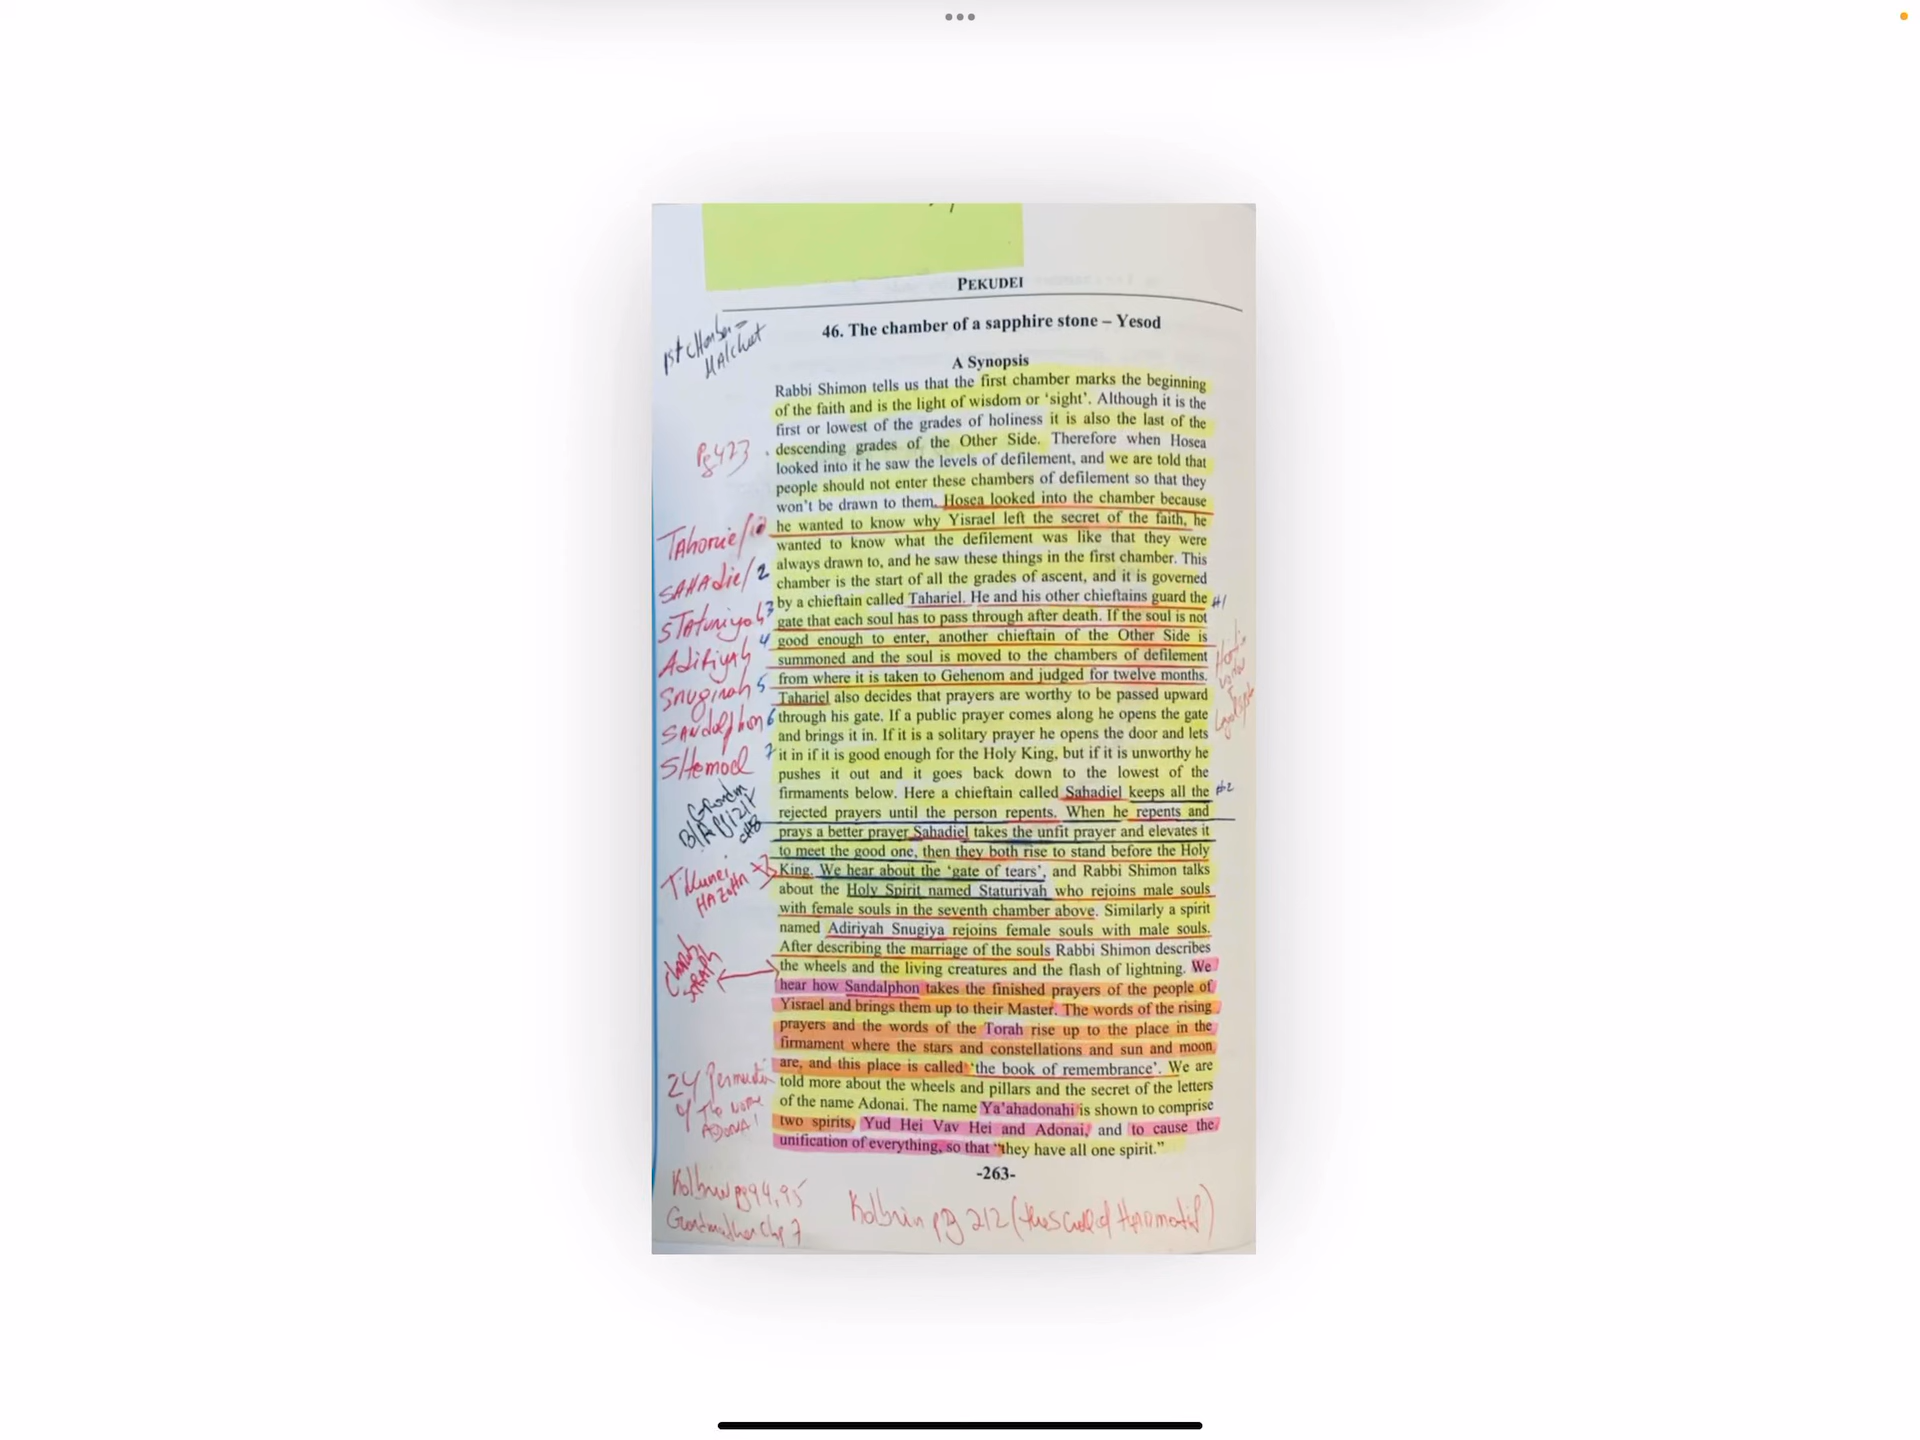 PEKUDEI
46. The chamber of a sapphire stone – Yesod
A Synopsis
Rabbi Shimon tells us that the first chamber marks the beginning
of the faith and is the light of wisdom or ‘sight’. Although it is the
first or lowest of the grades of holiness it is also the last of the
descending grades of the Other Side. Therefore when Hosea
looked into it he saw the levels of defilement, and we are told that
people should not enter these chambers of defilement so that they
won’t be drawn to them. Hosea looked into the chamber because
he wanted to know why Yisrael left the secret of the faith, he
wanted to know what the defilement was like that they were
always drawn to, and he saw these things in the first chamber. This
chamber is the start of all the grades of ascent, and it is governed
by a chieftain called Tahariel. He and his other chieftains guard the
gate that each soul has to pass through after death. If the soul is not
good enough to enter, another chieftain of the Other Side is
summoned and the soul is moved to the chambers of defilement
from where it is taken to Gehenom and judged for twelve months.
Tahariel also decides that prayers are worthy to be passed upward
through his gate. If a public prayer comes along he opens the gate
and brings it in. If it is a solitary prayer he opens the door and lets
it in if it is good enough for the Holy King, but if it is unworthy he
pushes it out and it goes back down to the lowest of the
firmaments below. Here a chieftain called Sahadiel keeps all the
rejected prayers until the person repents. When he repents and
prays a better prayer Sahadiel takes the unfit prayer and elevates it
to meet the good one, then they both rise to stand before the Holy
King. We hear about the ‘gate of tears’, and Rabbi Shimon talks
about the Holy Spirit named Staturiyah who rejoins male souls
with female souls in the seventh chamber above. Similarly a spirit
named Adiriyah Snugiya rejoins female souls with male souls.
After describing the marriage of the souls Rabbi Shimon describes
the wheels and the living creatures and the flash of lightning. We
hear how Sandalphon takes the finished prayers of the people of
Yisrael and brings them up to their Master. The words of the rising
prayers and the words of the Torah rise up to the place in the
firmament where the stars and constellations and sun and moon
are, and this place is called ‘the book of remembrance’. We are
told more about the wheels and pillars and the secret of the letters
of the name Adonai. The name Ya’ahadonahi is shown to comprise
two spirits, Yud Hei Vav Hei and Adonai, and to cause the
unification of everything, so that “they have all one spirit.”
-263-
1st chamber =
Malchut
Pg 423
SAHAdiel 2
3
4
5
SANdalphon 6
7
#1
Tikunei
HAZohar
24
The Name
ADONAI
Kolbrin pg 94, 95
Grandmother Chp 7
Kolbrin pg 212